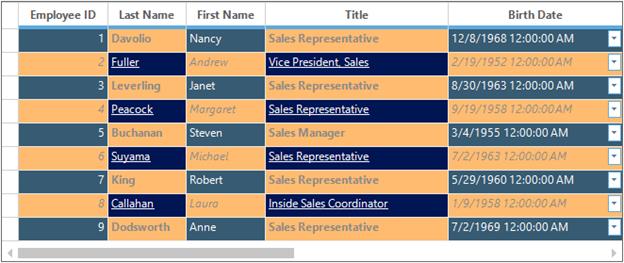 Employee ID Last Name First Name Title Birth Date
1 Davolio Nancy Sales Representative 12/8/1968 12:00:00 AM
2 Fuller Andrew Vice President, Sales 2/19/1952 12:00:00 AM
3 Leverling Janet Sales Representative 8/30/1963 12:00:00 AM
4 Peacock Margaret Sales Representative 9/19/1958 12:00:00 AM
5 Buchanan Steven Sales Manager 3/4/1955 12:00:00 AM
6 Suyama Michael Sales Representative 7/2/1963 12:00:00 AM
7 King Robert Sales Representative 5/29/1960 12:00:00 AM
8 Callahan Laura Inside Sales Coordinator 1/9/1958 12:00:00 AM
9 Dodsworth Anne Sales Representative 7/2/1969 12:00:00 AM